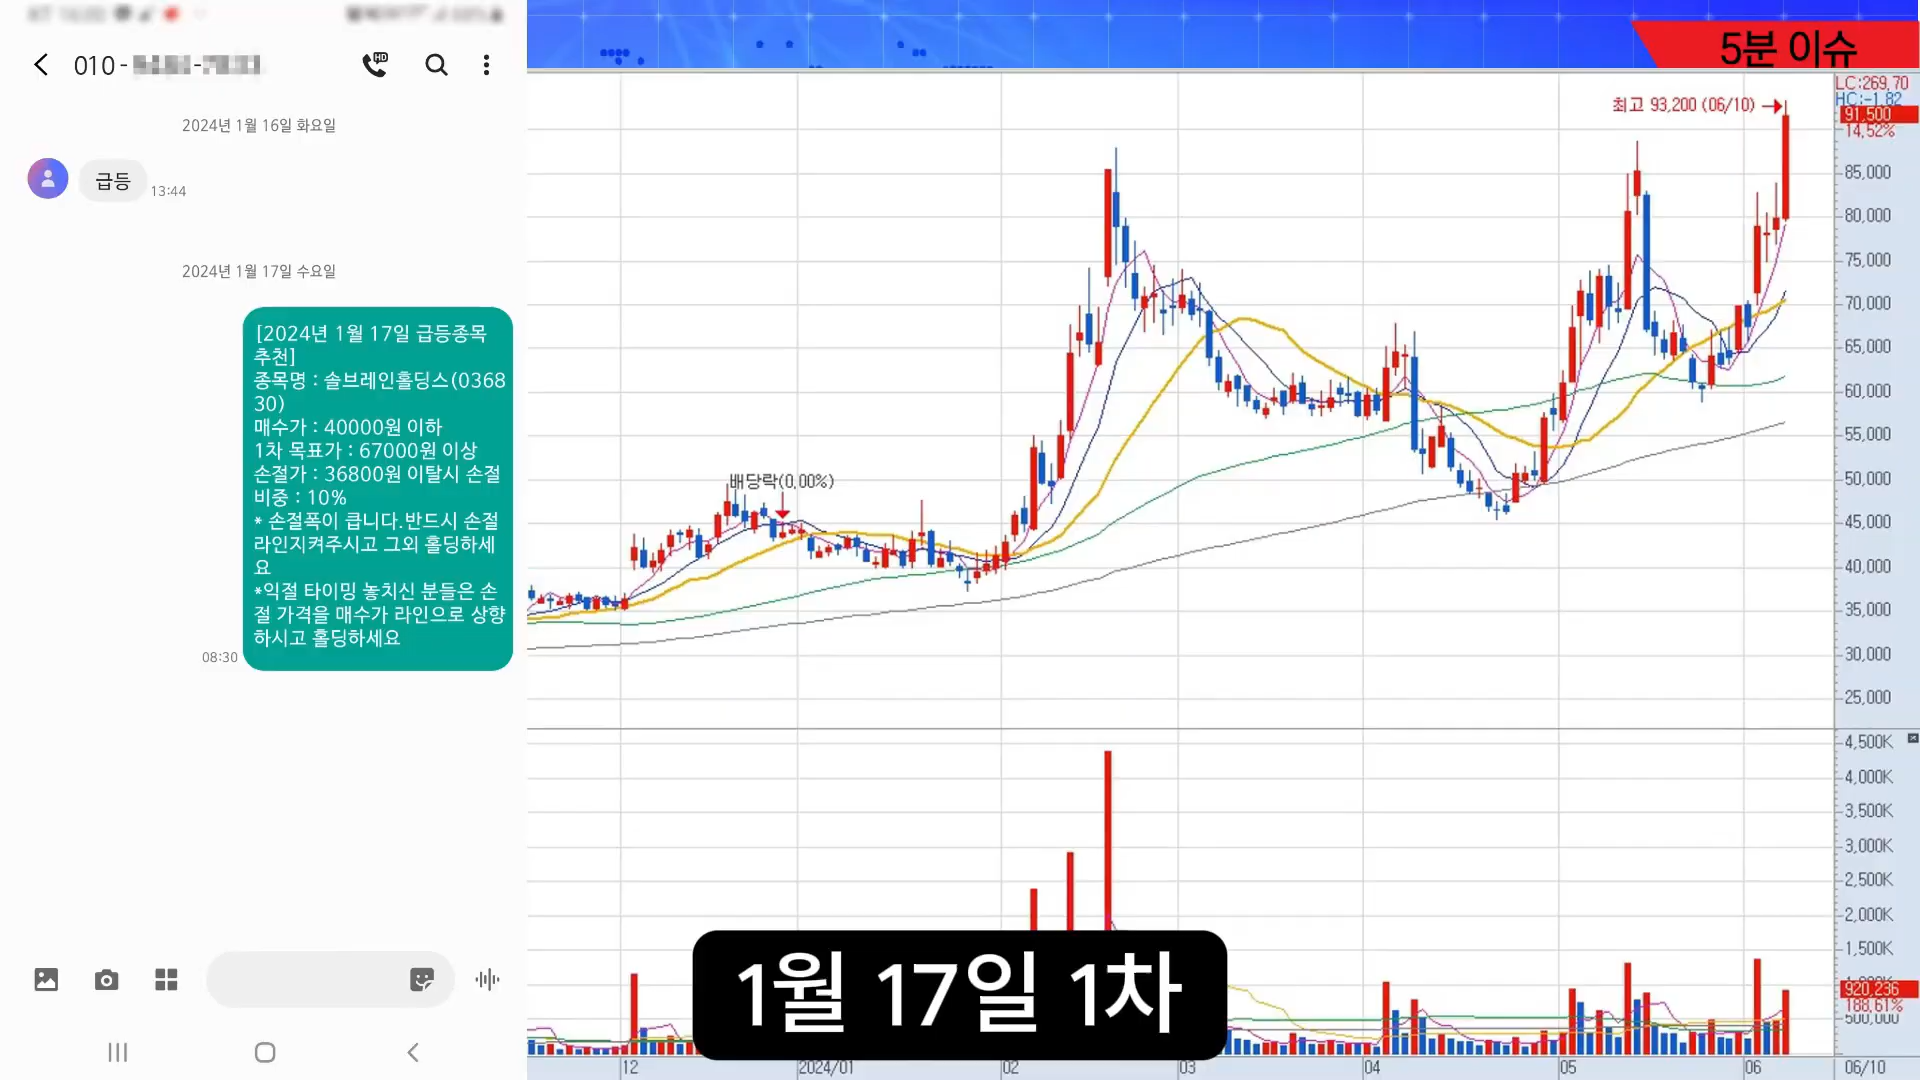 010 -
2024년 1월 16일 화요일
급등
13:44
2024년 1월 17일 수요일
[2024년 1월 17일 급등종목
추천]
종목명 : 솔브레인홀딩스(0368
30)
매수가 : 40000원 이하
1차 목표가 : 67000원 이상
손절가 : 36800원 이탈시 손절
비중 : 10%
* 손절폭이 큽니다.반드시 손절
라인지켜주시고 그외 홀딩하세
요
*익절 타이밍 놓치신 분들은 손
절 가격을 매수가 라인으로 상향
하시고 홀딩하세요
08:30
5분 이슈
LC:269,70
HC:-1,82
91,500
14,52%
최고 93,200 (06/10)
85,000
80,000
75,000
70,000
65,000
60,000
55,000
50,000
45,000
40,000
35,000
30,000
25,000
배당락(0,00%)
4,500K
4,000K
3,500K
3,000K
2,500K
2,000K
1,500K
920,236
188,61%
500,000
12
2024/01
02
03
04
05
06
06/10
1월 17일 1차